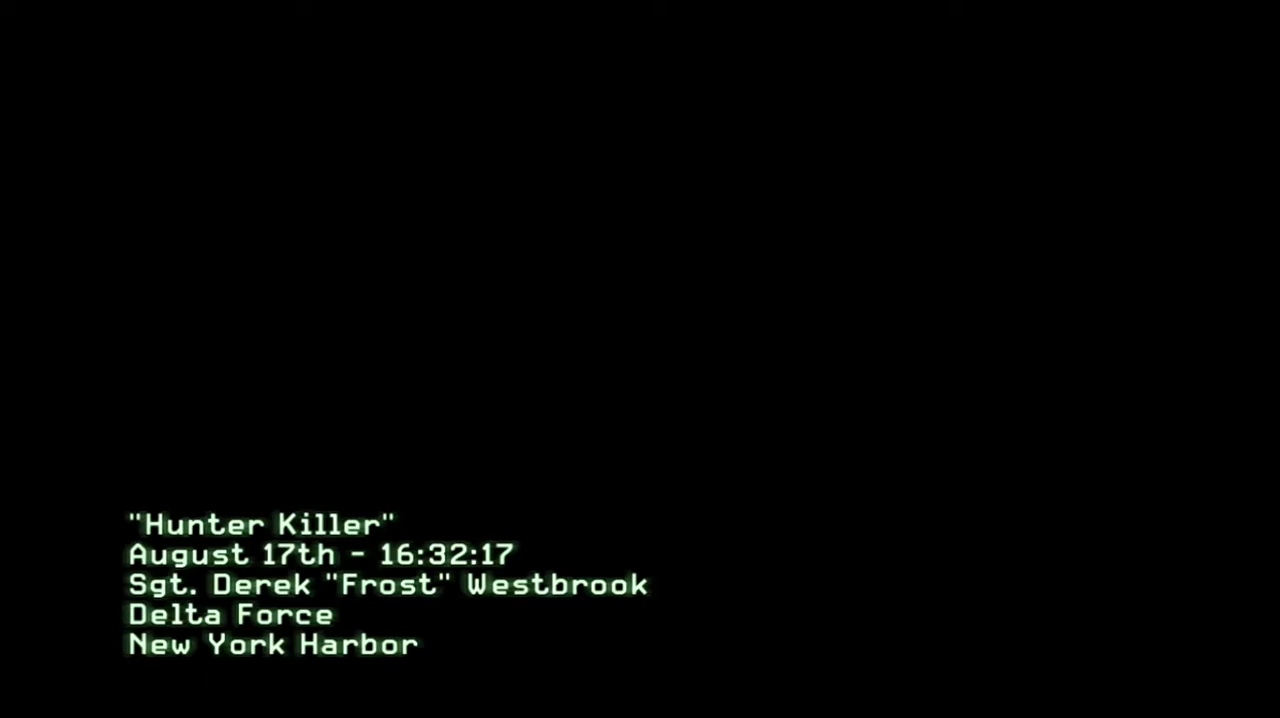 "Hunter Killer"
August 17th - 16:32:17
Sgt. Derek "Frost" Westbrook
Delta Force
New York Harbor